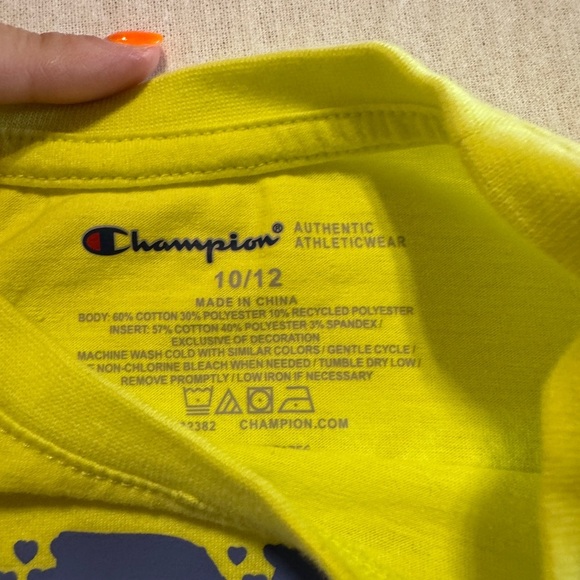 Champion® AUTHENTIC
ATHLETICWEAR
10/12
MADE IN CHINA
BODY: 60% COTTON 30% POLYESTER 10% RECYCLED POLYESTER
INSERT: 57% COTTON 40% POLYESTER 3% SPANDEX /
EXCLUSIVE OF DECORATION
MACHINE WASH COLD WITH SIMILAR COLORS / GENTLE CYCLE /
NON-CHLORINE BLEACH WHEN NEEDED / TUMBLE DRY LOW /
REMOVE PROMPTLY / LOW IRON IF NECESSARY
2382 CHAMPION.COM